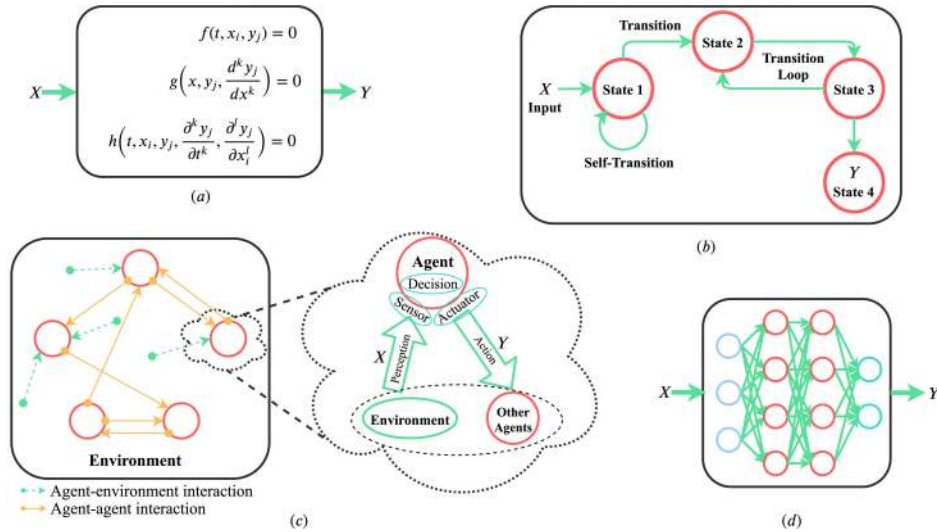 f(t, x_i, y_j) = 0
g(x, y_j, d^k y_j / dx^k) = 0
h(t, x_i, y_j, ∂^k y_j / ∂t^k, ∂^l y_j / ∂x_i^l) = 0
X
Y
(a)
Transition
State 2
Transition
Loop
X
Input
State 1
State 3
Self-Transition
Y
State 4
(b)
Environment
Agent-environment interaction
Agent-agent interaction
Agent
Decision
Sensor
Actuator
X
Perception
Y
Action
Environment
Other
Agents
(c)
X
Y
(d)